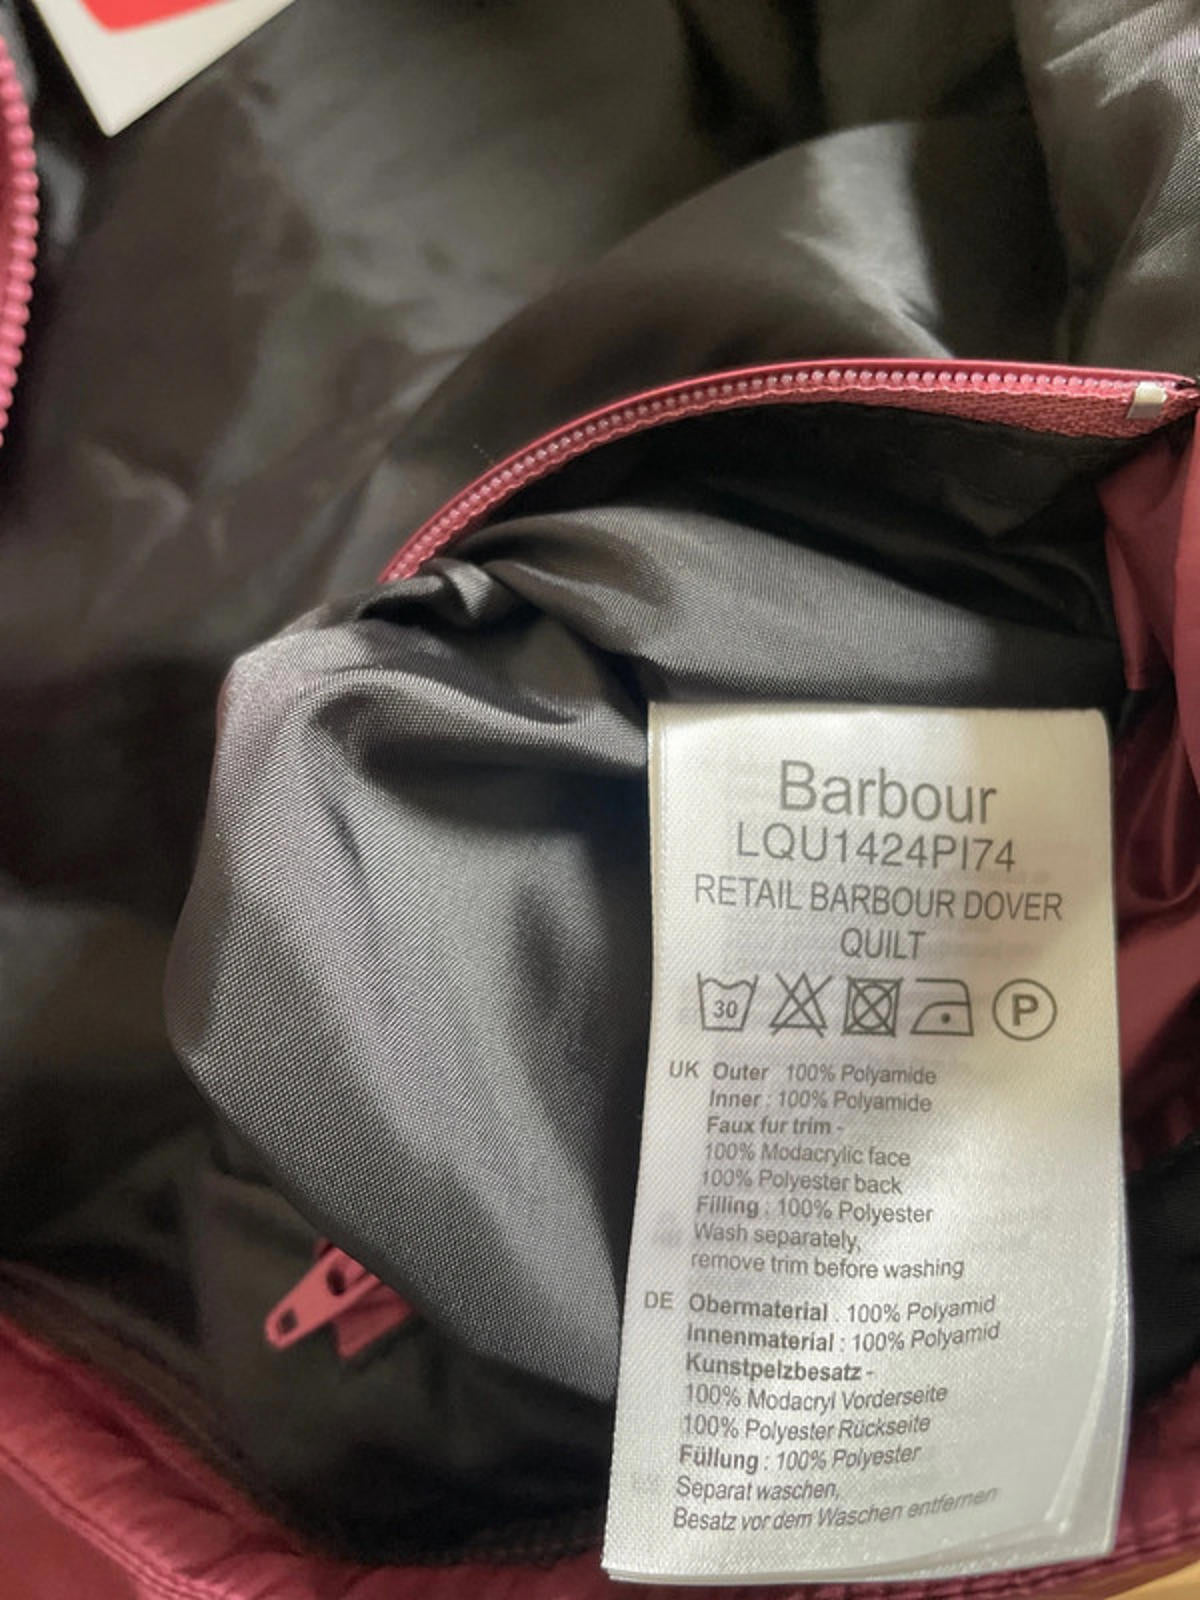 Barbour
LQU1424PI74
RETAIL BARBOUR DOVER
QUILT
30
P
UK Outer 100% Polyamide
Inner : 100% Polyamide
Faux fur trim -
100% Modacrylic face
100% Polyester back
Filling : 100% Polyester
Wash separately,
remove trim before washing
DE Obermaterial : 100% Polyamid
Innenmaterial : 100% Polyamid
Kunstpelzbesatz -
100% Modacryl Vorderseite
100% Polyester Rückseite
Füllung : 100% Polyester
Separat waschen,
Besatz vor dem Waschen entfernen